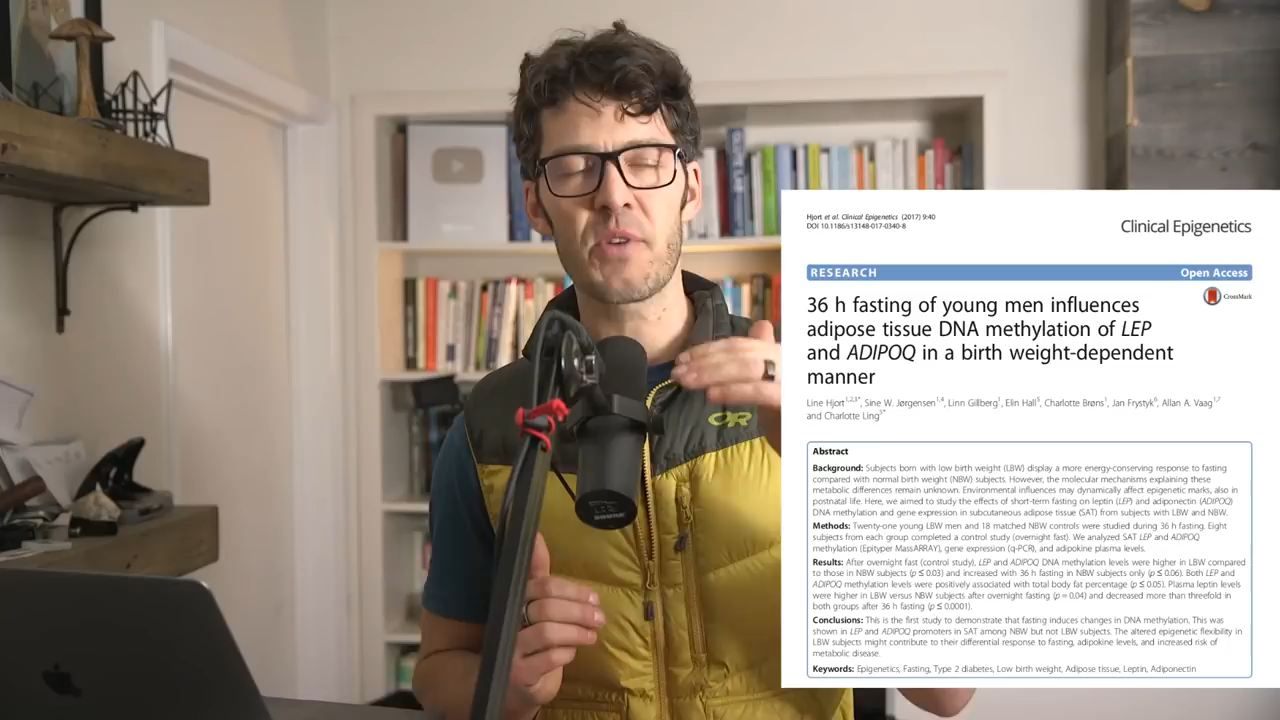 Hjort et al. Clinical Epigenetics (2017) 9:40
DOI 10.1186/s13148-017-0340-8
Clinical Epigenetics
RESEARCH
Open Access
CrossMark
36 h fasting of young men influences
adipose tissue DNA methylation of LEP
and ADIPOQ in a birth weight-dependent
manner
Line Hjort1,2,3*, Sine W. Jørgensen1,4, Linn Gillberg1, Elin Hall5, Charlotte Brøns1, Jan Frystyk6, Allan A. Vaag1,7
and Charlotte Ling5*
Abstract
Background: Subjects born with low birth weight (LBW) display a more energy-conserving response to fasting
compared with normal birth weight (NBW) subjects. However, the molecular mechanisms explaining these
metabolic differences remain unknown. Environmental influences may dynamically affect epigenetic marks, also in
postnatal life. Here, we aimed to study the effects of short-term fasting on leptin (LEP) and adiponectin (ADIPOQ)
DNA methylation and gene expression in subcutaneous adipose tissue (SAT) from subjects with LBW and NBW.
Methods: Twenty-one young LBW men and 18 matched NBW controls were studied during 36 h fasting. Eight
subjects from each group completed a control study (overnight fast). We analyzed SAT LEP and ADIPOQ
methylation (Epityper MassARRAY), gene expression (q-PCR), and adipokine plasma levels.
Results: After overnight fast (control study), LEP and ADIPOQ DNA methylation levels were higher in LBW compared
to those in NBW subjects (p ≤ 0.03) and increased with 36 h fasting in NBW subjects only (p ≤ 0.06). Both LEP and
ADIPOQ methylation levels were positively associated with total body fat percentage (p ≤ 0.05). Plasma leptin levels
were higher in LBW versus NBW subjects after overnight fasting (p = 0.04) and decreased more than threefold in
both groups after 36 h fasting (p ≤ 0.0001).
Conclusions: This is the first study to demonstrate that fasting induces changes in DNA methylation. This was
shown in LEP and ADIPOQ promoters in SAT among NBW but not LBW subjects. The altered epigenetic flexibility in
LBW subjects might contribute to their differential response to fasting, adipokine levels, and increased risk of
metabolic disease.
Keywords: Epigenetics, Fasting, Type 2 diabetes, Low birth weight, Adipose tissue, Leptin, Adiponectin
OR
SHURE